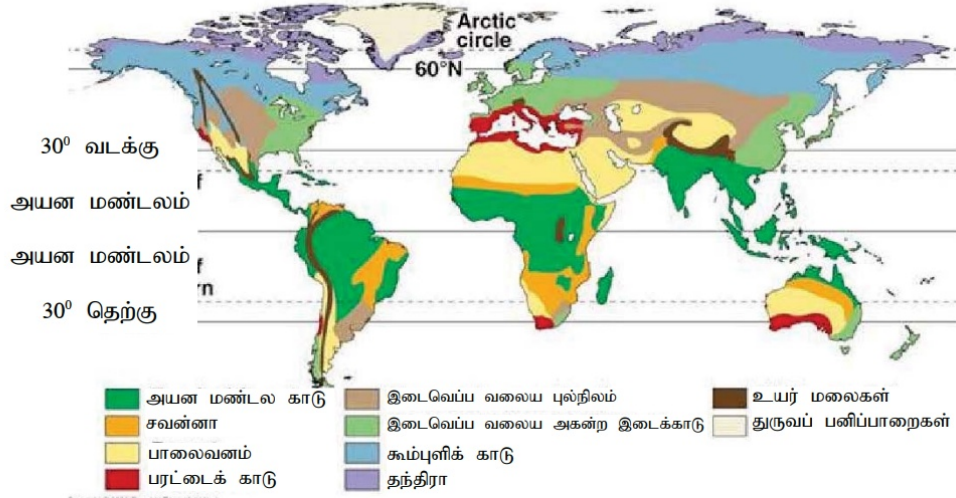 Arctic
circle
60°N
30⁰ வடக்கு
f
அயன மண்டலம்
அயன மண்டலம்
f
rn
30⁰ தெற்கு
அயன மண்டல காடு
சவன்னா
பாலைவனம்
பரட்டைக் காடு
இடைவெப்ப வலைய புல்நிலம்
இடைவெப்ப வலைய அகன்ற இடைக்காடு
கூம்புளிக் காடு
தந்திரா
உயர் மலைகள்
துருவப் பனிப்பாறைகள்